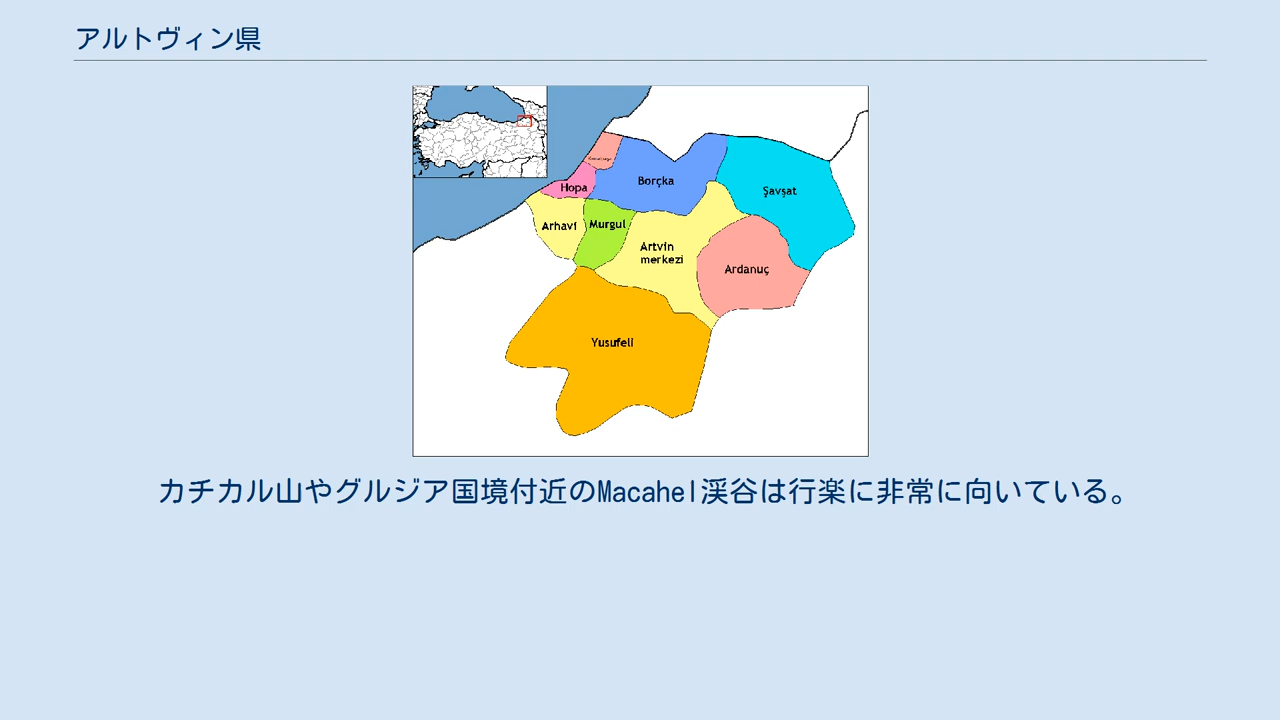 アルトヴィン県
Hopa
Borçka
Şavşat
Arhavi
Murgul
Artvin
merkezi
Ardanuç
Yusufeli
カチカル山やグルジア国境付近のMacahel渓谷は行楽に非常に向いている。